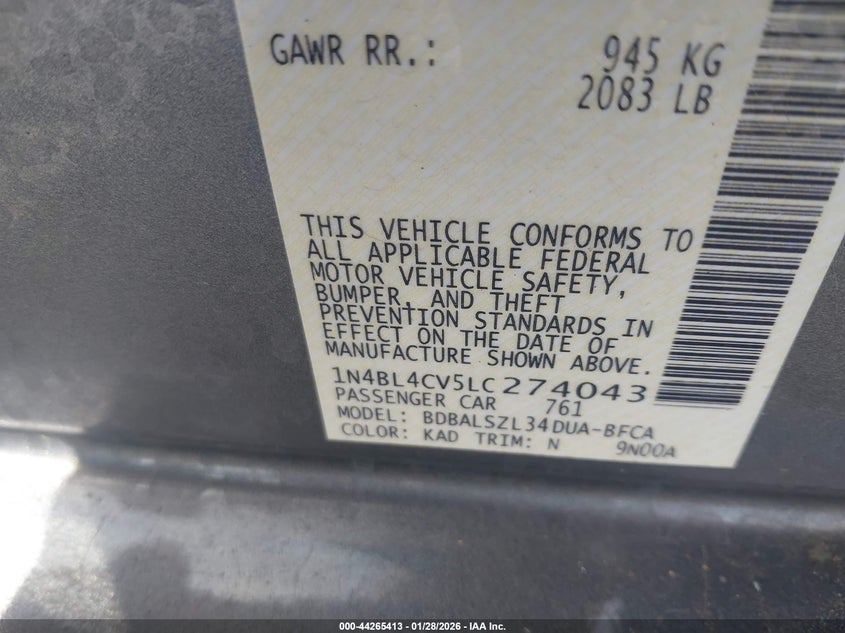 GAWR RR.: 945 KG
2083 LB
THIS VEHICLE CONFORMS TO
ALL APPLICABLE FEDERAL
MOTOR VEHICLE SAFETY,
BUMPER, AND THEFT
PREVENTION STANDARDS IN
EFFECT ON THE DATE OF
MANUFACTURE SHOWN ABOVE.
1N4BL4CV5LC274043
PASSENGER CAR 761
MODEL: BDBALSZL34DUA-BFCA
COLOR: KAD TRIM: N 9N00A
000-44265413 - 01/28/2026 - IAA Inc.